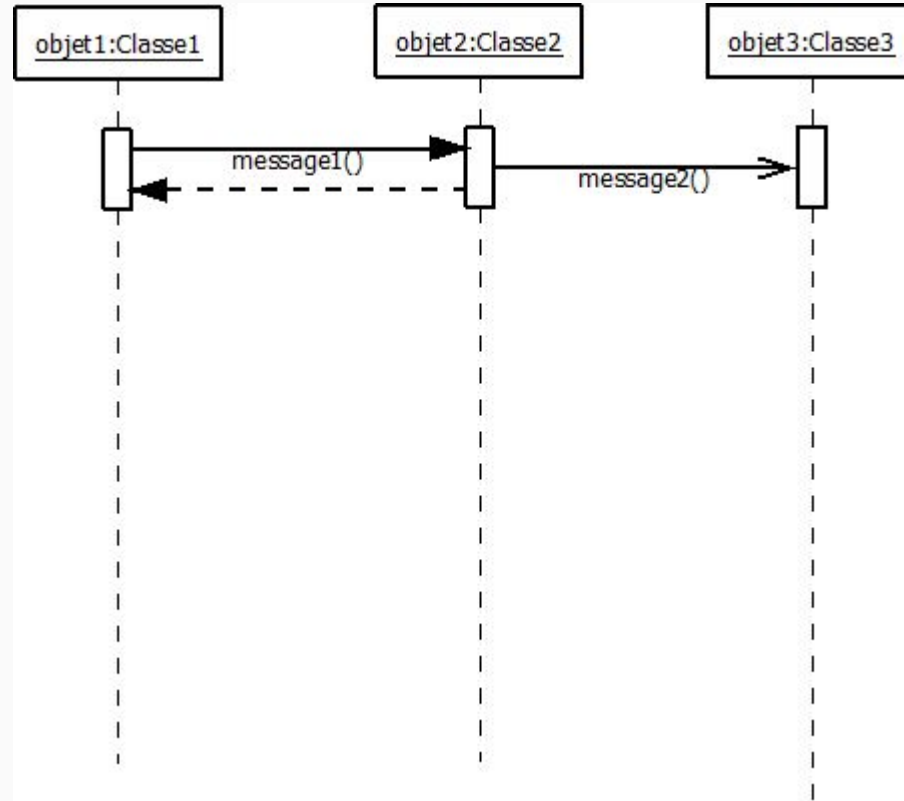 objet1:Classe1
objet2:Classe2
objet3:Classe3
message1()
message2()